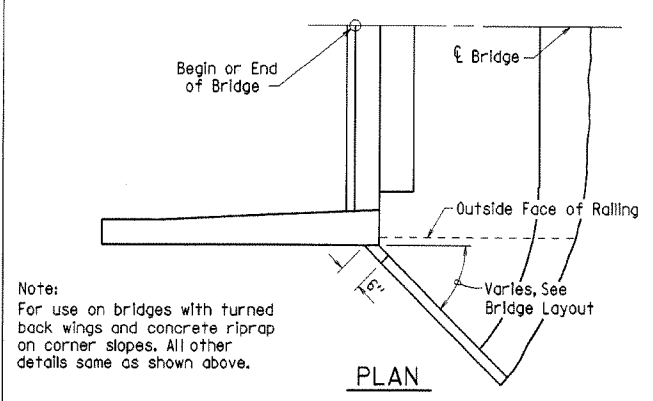 Begin or End
of Bridge
℄ Bridge
Outside Face of Railing
6"
Varies, See
Bridge Layout
Note:
For use on bridges with turned
back wings and concrete riprap
on corner slopes. All other
details same as shown above.
PLAN